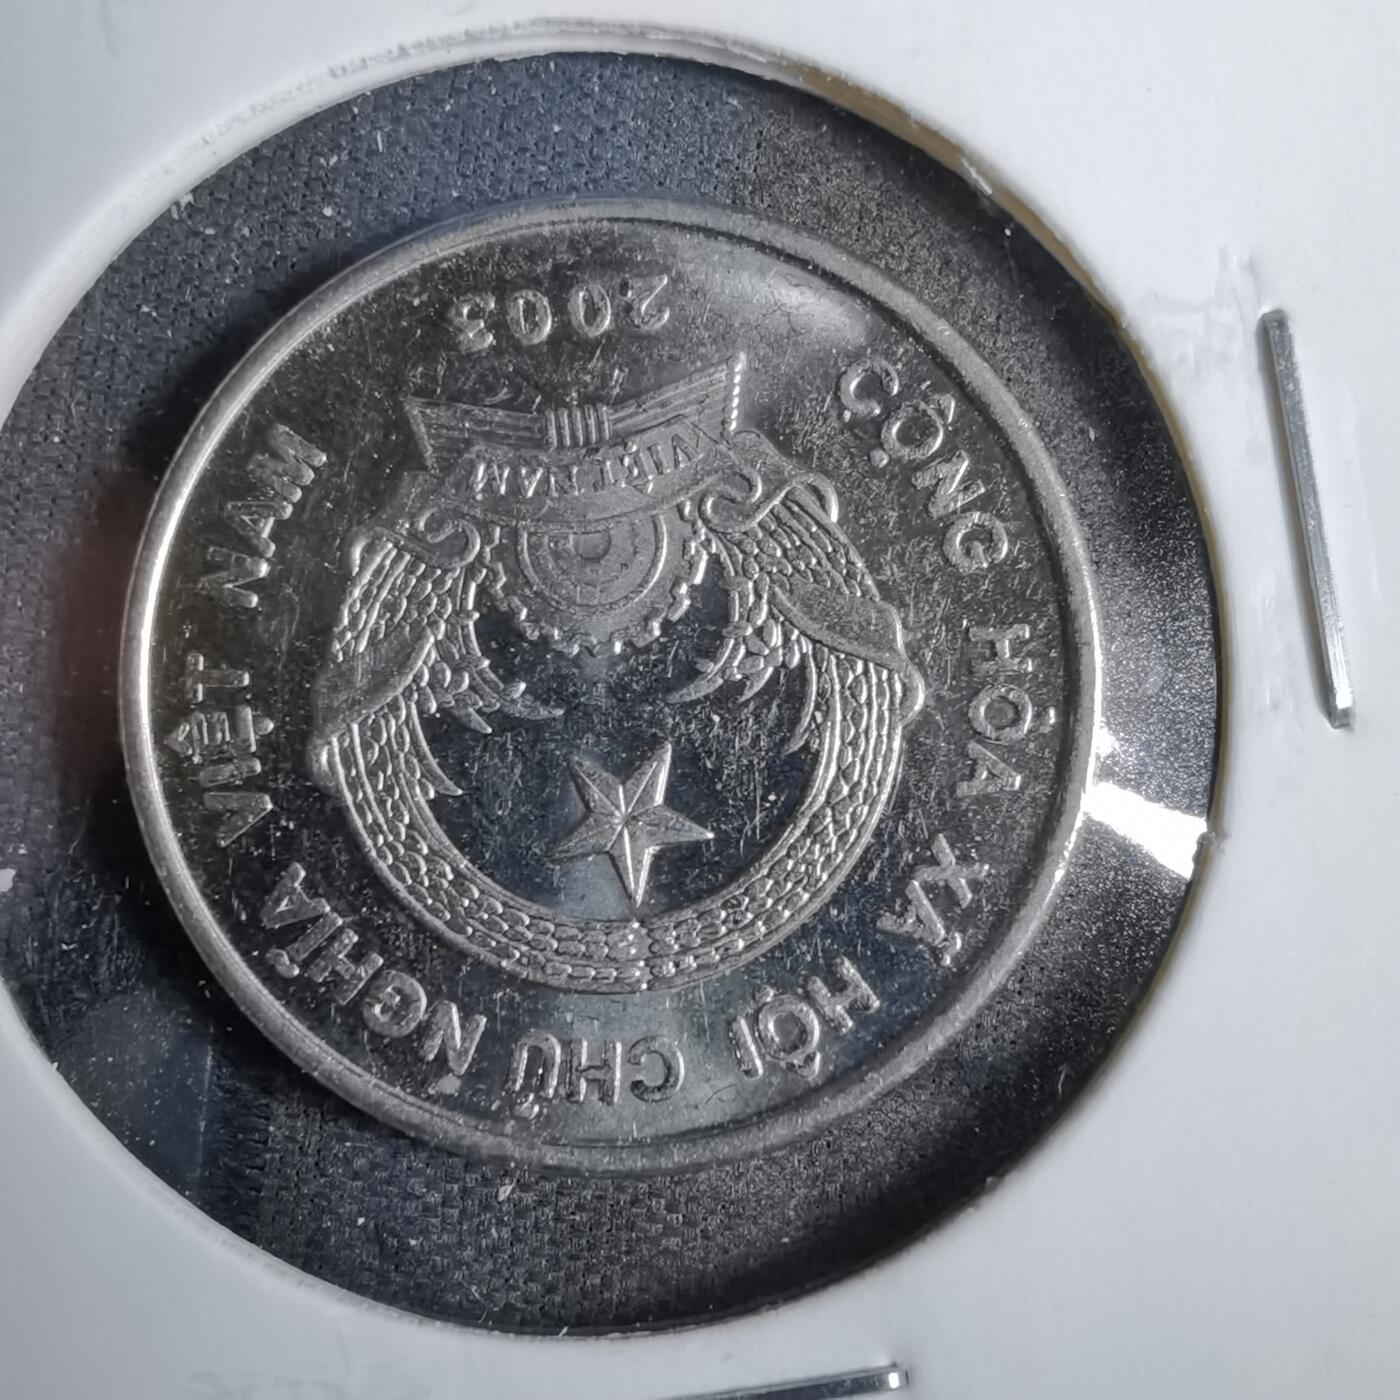 CỘNG HÒA XÃ HỘI CHỦ NGHĨA VIỆT NAM
VIỆT NAM
2003